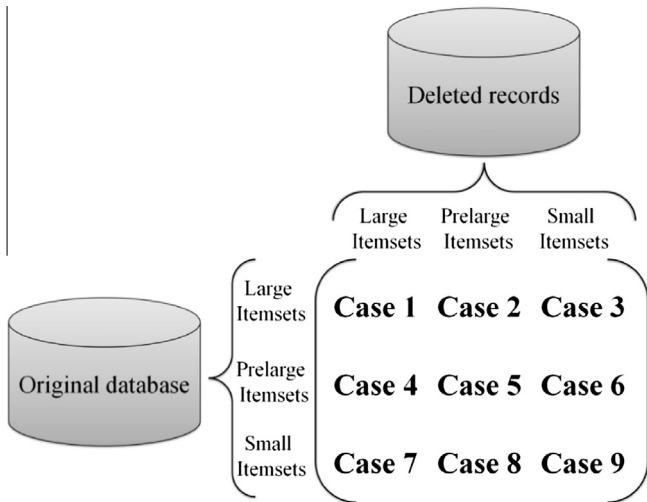 Deleted records
Large Prelarge Small
Itemsets Itemsets Itemsets
Large
Itemsets
Case 1 Case 2 Case 3
Original database
Prelarge
Itemsets
Case 4 Case 5 Case 6
Small
Itemsets
Case 7 Case 8 Case 9